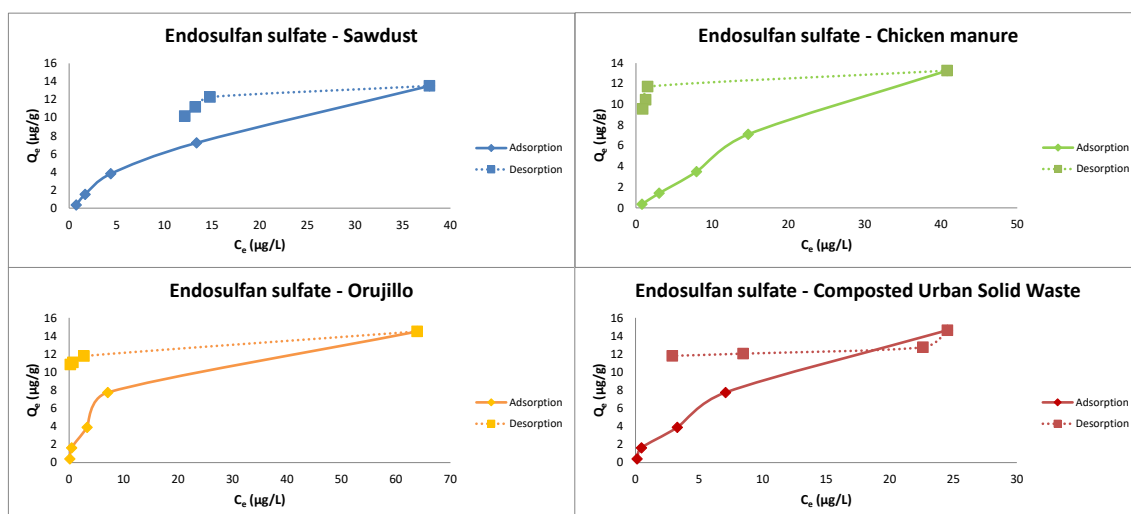 Endosulfan sulfate - Sawdust
16
14
12
10
8
6
4
2
0
Qe (µg/g)
0 5 10 15 20 25 30 35 40
Ce (µg/L)
Adsorption
Desorption
Endosulfan sulfate - Chicken manure
14
12
10
8
6
4
2
0
Qe (µg/g)
0 10 20 30 40 50
Ce (µg/L)
Adsorption
Desorption
Endosulfan sulfate - Orujillo
16
14
12
10
8
6
4
2
0
Qe (µg/g)
0 10 20 30 40 50 60 70
Ce (µg/L)
Adsorption
Desorption
Endosulfan sulfate - Composted Urban Solid Waste
16
14
12
10
8
6
4
2
0
Qe (µg/g)
0 5 10 15 20 25 30
Ce (µg/L)
Adsorption
Desorption